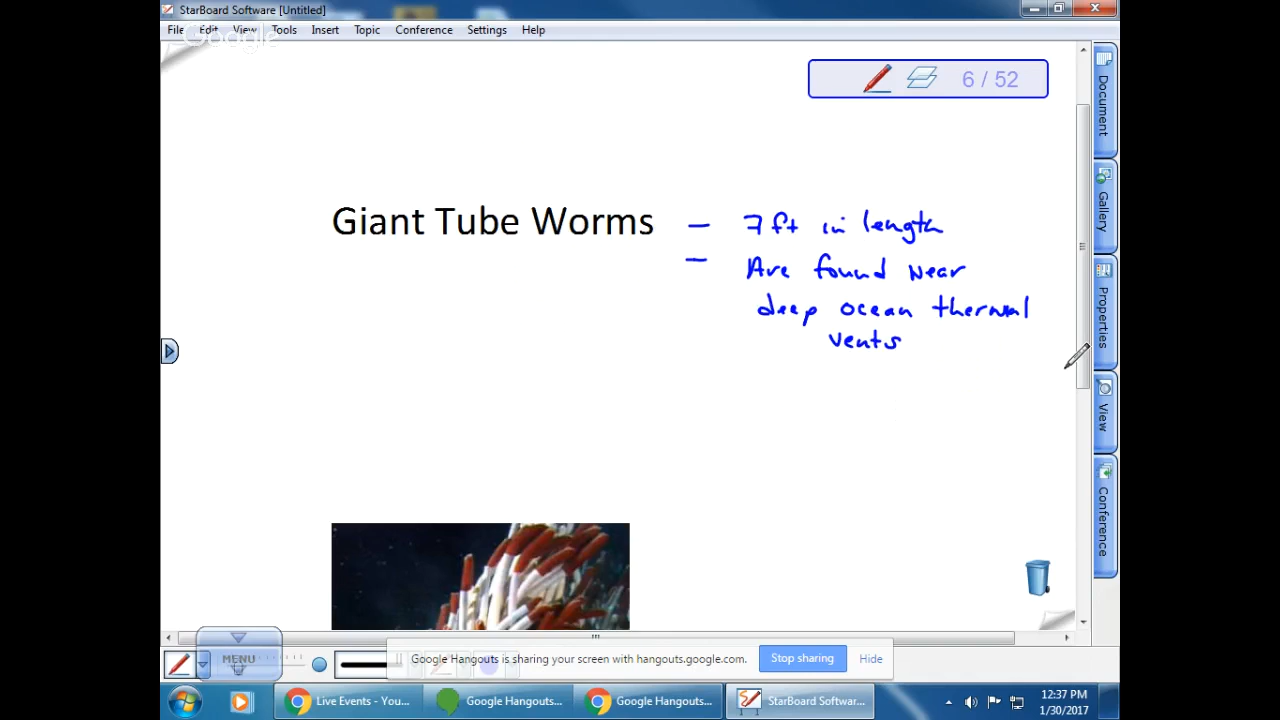 StarBoard Software [Untitled]
File Edit View Tools Insert Topic Conference Settings Help
Google
6 / 52
Document
Gallery
Properties
View
Conference
Giant Tube Worms – 7 ft in length
– Are found near
deep ocean thermal
vents
MENU
Google Hangouts is sharing your screen with hangouts.google.com. Stop sharing Hide
Live Events - You... Google Hangouts... Google Hangouts... StarBoard Softwar...
12:37 PM
1/30/2017